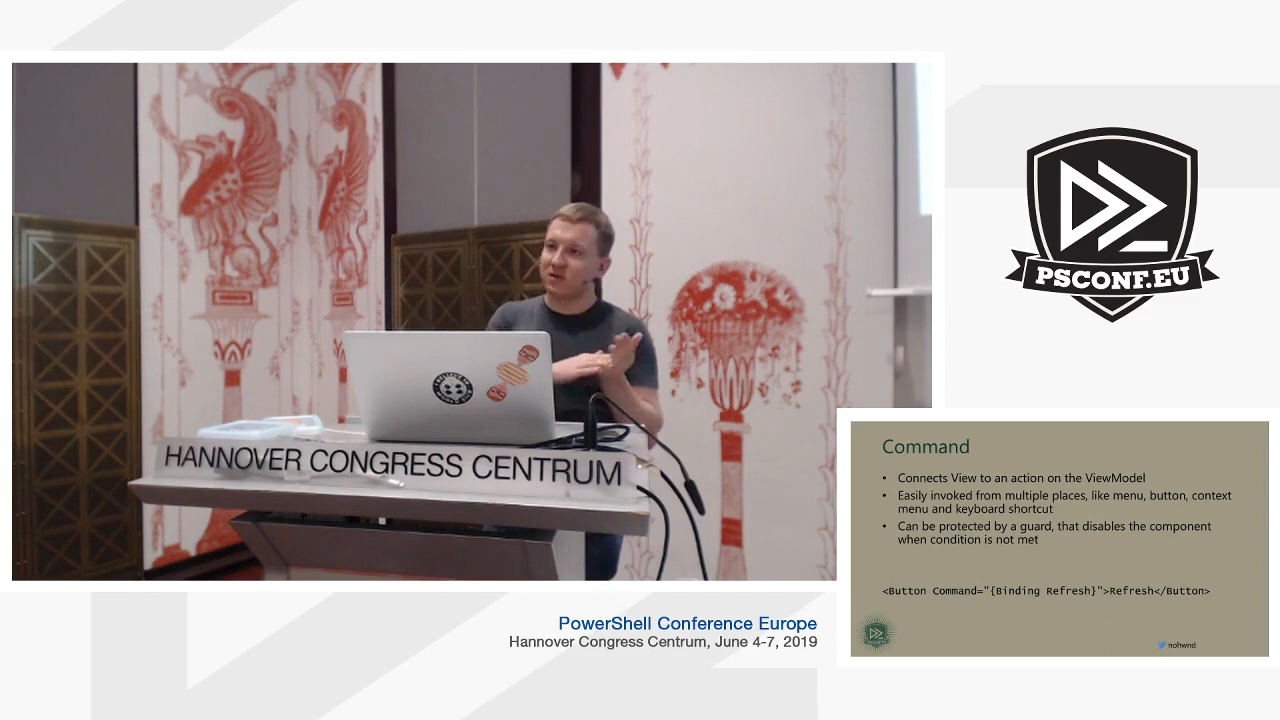 PSCONF.EU
HANNOVER CONGRESS CENTRUM
Command
• Connects View to an action on the ViewModel
• Easily invoked from multiple places, like menu, button, context
menu and keyboard shortcut
• Can be protected by a guard, that disables the component
when condition is not met
<Button Command="{Binding Refresh}">Refresh</Button>
nohwnd
PowerShell Conference Europe
Hannover Congress Centrum, June 4-7, 2019